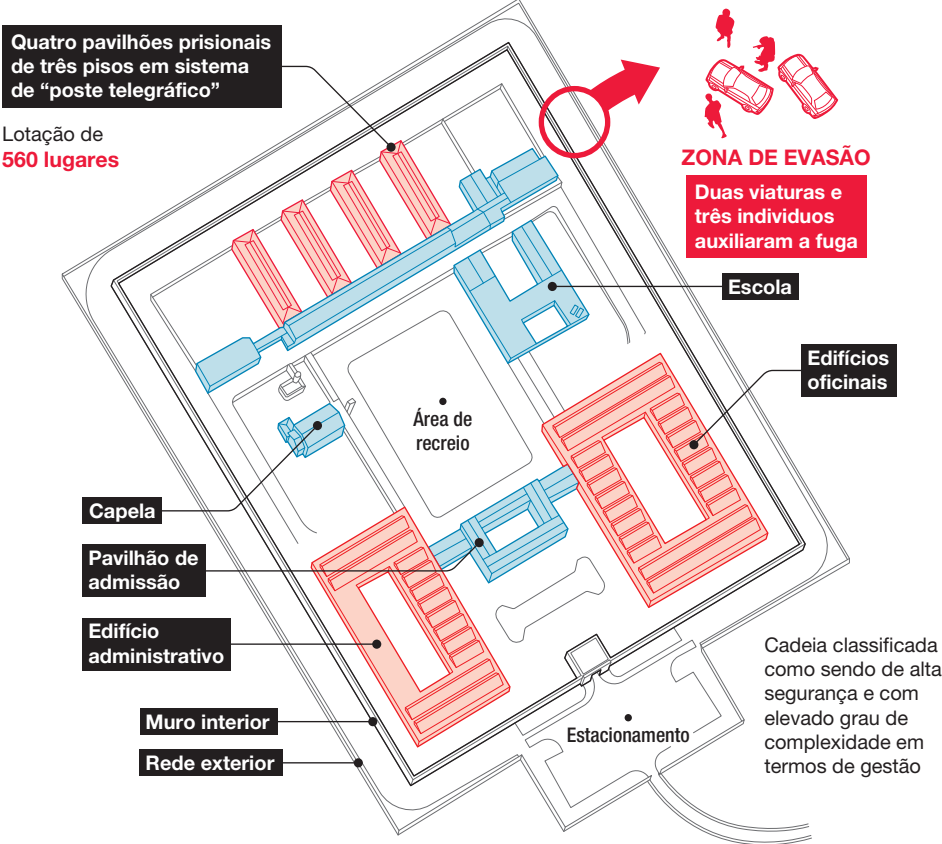 Quatro pavilhões prisionais
de três pisos em sistema
de “poste telegráfico”
Lotação de
560 lugares
ZONA DE EVASÃO
Duas viaturas e
três individuos
auxiliaram a fuga
Escola
Edifícios
oficinais
Área de
recreio
Capela
Pavilhão de
admissão
Edifício
administrativo
Muro interior
Rede exterior
Estacionamento
Cadeia classificada
como sendo de alta
segurança e com
elevado grau de
complexidade em
termos de gestão